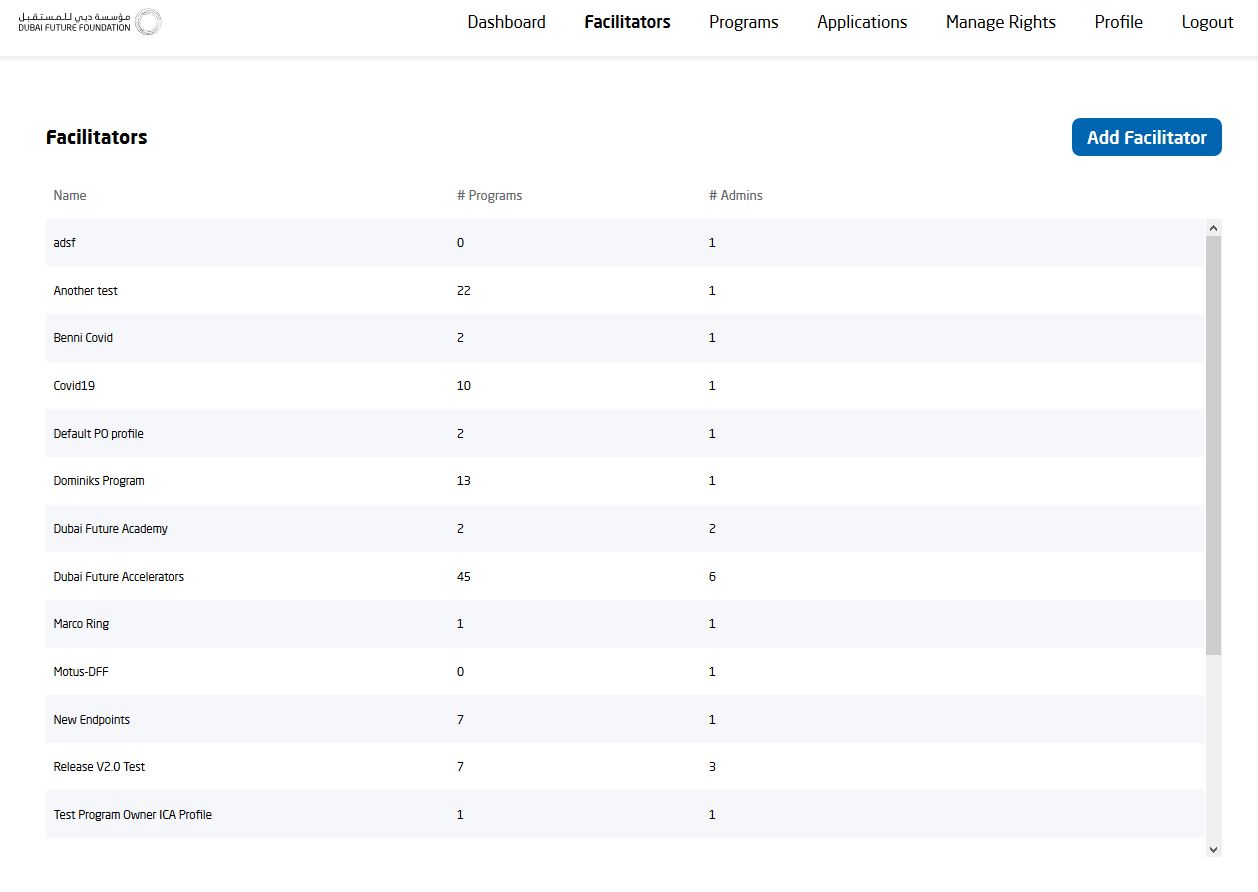 مؤسسة دبي للمستقبل
DUBAI FUTURE FOUNDATION
Dashboard Facilitators Programs Applications Manage Rights Profile Logout
Facilitators Add Facilitator
Name # Programs # Admins
adsf 0 1
Another test 22 1
Benni Covid 2 1
Covid19 10 1
Default PO profile 2 1
Dominiks Program 13 1
Dubai Future Academy 2 2
Dubai Future Accelerators 45 6
Marco Ring 1 1
Motus-DFF 0 1
New Endpoints 7 1
Release V2.0 Test 7 3
Test Program Owner ICA Profile 1 1